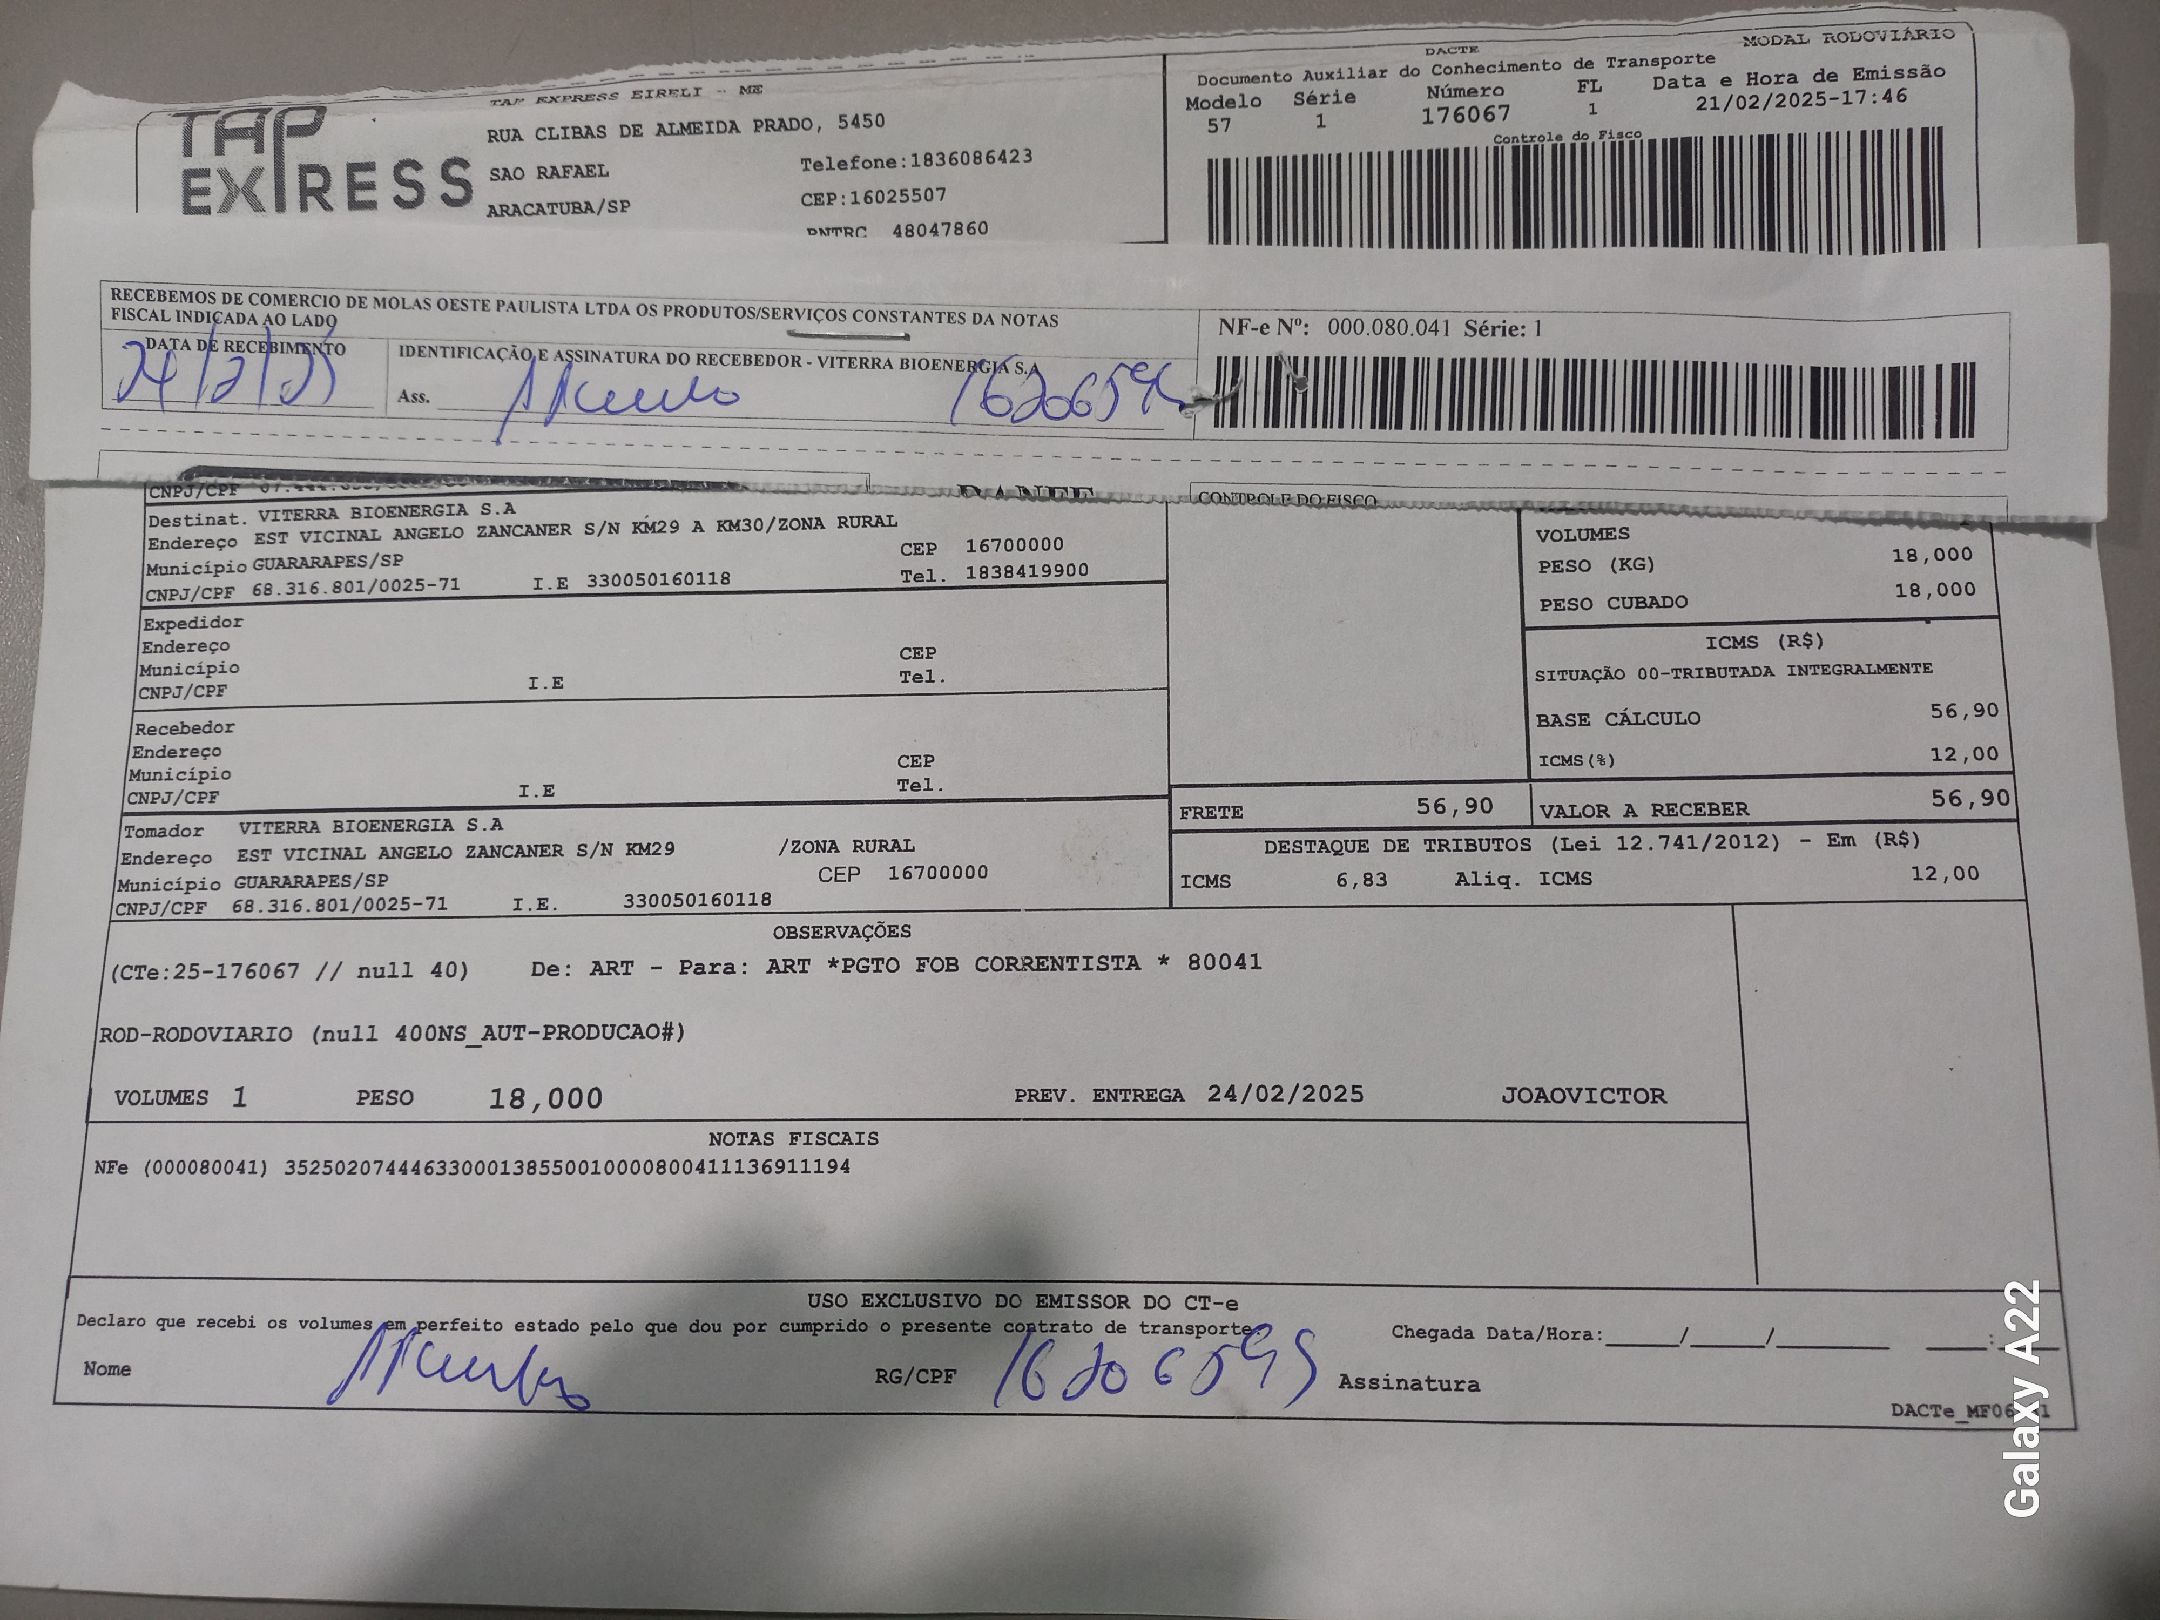 TAP EXPRESS
TAP EXPRESS EIRELI - ME
RUA CLIBAS DE ALMEIDA PRADO, 5450
SAO RAFAEL Telefone:1836086423
ARACATUBA/SP CEP:16025507
RNTRC 48047860
DACTE MODAL RODOVIÁRIO
Documento Auxiliar do Conhecimento de Transporte
Modelo Série Número FL Data e Hora de Emissão
57 1 176067 1 21/02/2025-17:46
Controle do Fisco
RECEBEMOS DE COMERCIO DE MOLAS OESTE PAULISTA LTDA OS PRODUTOS/SERVIÇOS CONSTANTES DA NOTAS
FISCAL INDICADA AO LADO
NF-e Nº: 000.080.041 Série: 1
DATA DE RECEBIMENTO IDENTIFICAÇÃO E ASSINATURA DO RECEBEDOR - VITERRA BIOENERGIA S.A
24/2/25 Ass.
DANFE CONTROLE DO FISCO
CNPJ/CPF
Destinat. VITERRA BIOENERGIA S.A
Endereço EST VICINAL ANGELO ZANCANER S/N KM29 A KM30/ZONA RURAL
Município GUARARAPES/SP CEP 16700000
CNPJ/CPF 68.316.801/0025-71 I.E 330050160118 Tel. 1838419900
VOLUMES
PESO (KG) 18,000
PESO CUBADO 18,000
Expedidor
Endereço
Município CEP
CNPJ/CPF I.E Tel.
ICMS (R$)
SITUAÇÃO 00-TRIBUTADA INTEGRALMENTE
BASE CÁLCULO 56,90
ICMS(%) 12,00
Recebedor
Endereço
Município CEP
CNPJ/CPF I.E Tel.
FRETE 56,90 VALOR A RECEBER 56,90
Tomador VITERRA BIOENERGIA S.A
Endereço EST VICINAL ANGELO ZANCANER S/N KM29 /ZONA RURAL
Município GUARARAPES/SP CEP 16700000
CNPJ/CPF 68.316.801/0025-71 I.E. 330050160118
DESTAQUE DE TRIBUTOS (Lei 12.741/2012) - Em (R$)
ICMS 6,83 Aliq. ICMS 12,00
OBSERVAÇÕES
(CTe:25-176067 // null 40) De: ART - Para: ART *PGTO FOB CORRENTISTA * 80041
ROD-RODOVIARIO (null 400NS_AUT-PRODUCAO#)
VOLUMES 1 PESO 18,000 PREV. ENTREGA 24/02/2025 JOAOVICTOR
NOTAS FISCAIS
NFe (000080041) 35250207444633000138550010000800411136911194
USO EXCLUSIVO DO EMISSOR DO CT-e
Declaro que recebi os volumes em perfeito estado pelo que dou por cumprido o presente contrato de transporte. Chegada Data/Hora:____/____/______ ____:____
Nome RG/CPF Assinatura
Galaxy A22